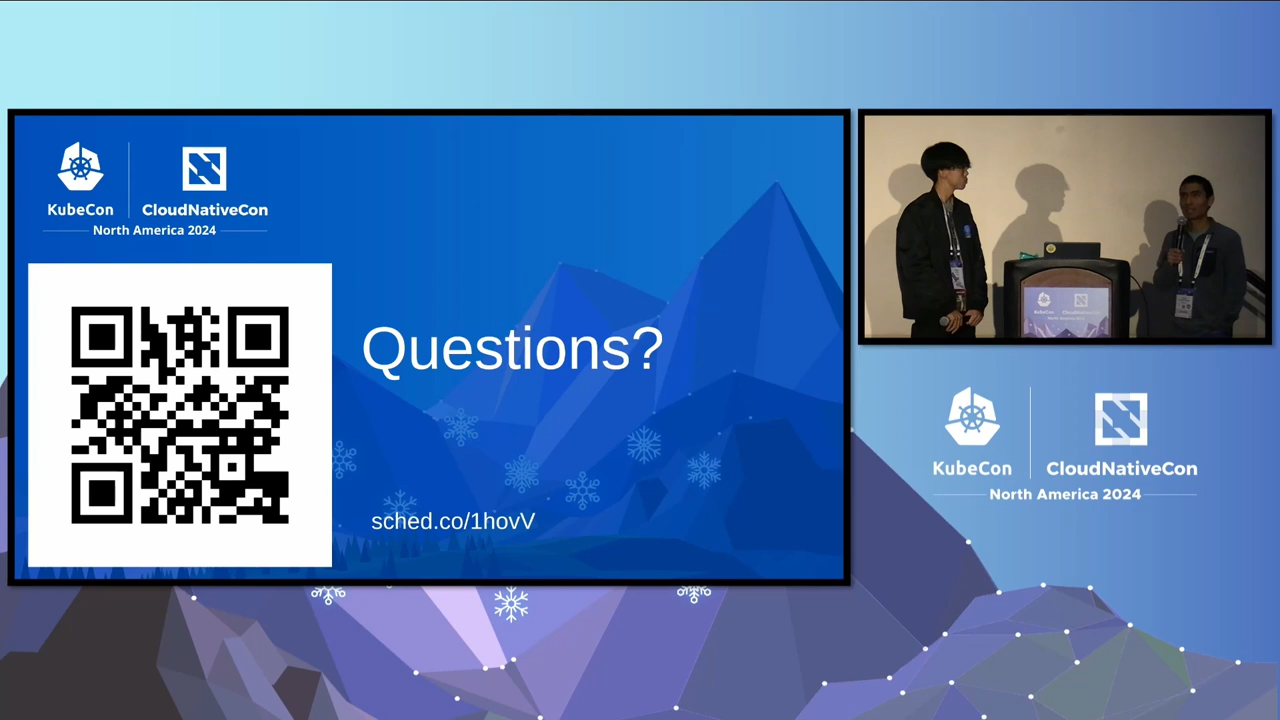 KubeCon
CloudNativeCon
North America 2024
Questions?
sched.co/1hovV
KubeCon
CloudNativeCon
North America 2024